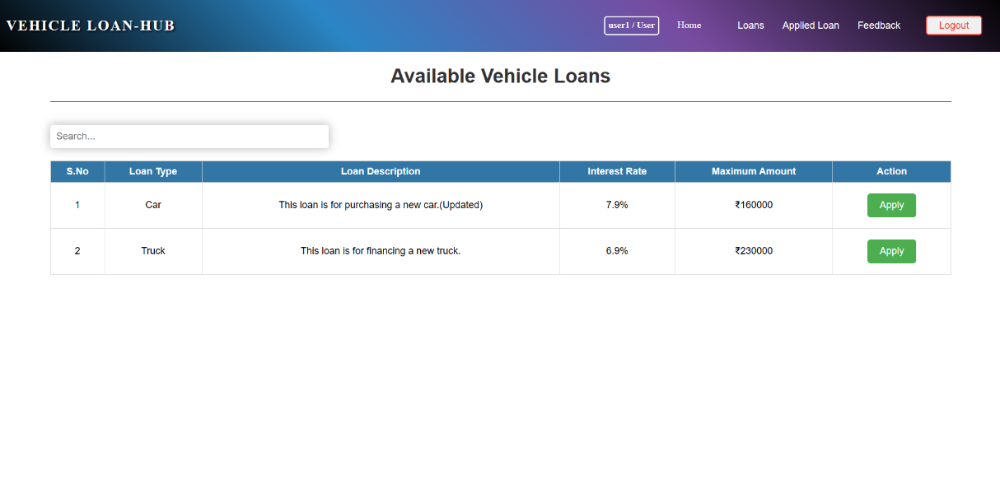 VEHICLE LOAN-HUB user1 / User Home Loans Applied Loan Feedback Logout
Available Vehicle Loans
Search...
S.No Loan Type Loan Description Interest Rate Maximum Amount Action
1 Car This loan is for purchasing a new car.(Updated) 7.9% ₹160000 Apply
2 Truck This loan is for financing a new truck. 6.9% ₹230000 Apply